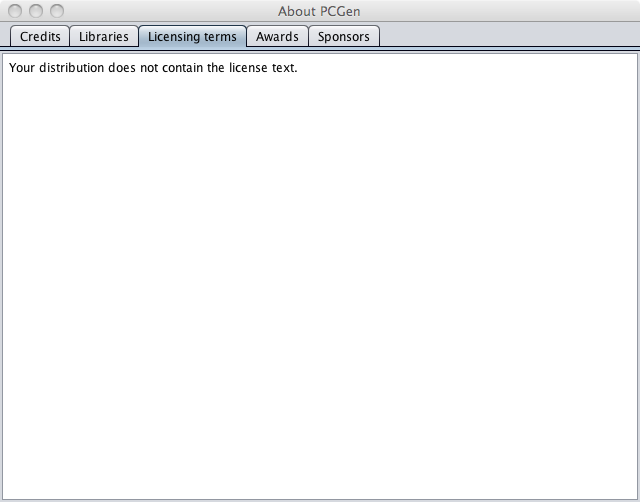 About PCGen
Credits Libraries Licensing terms Awards Sponsors
Your distribution does not contain the license text.